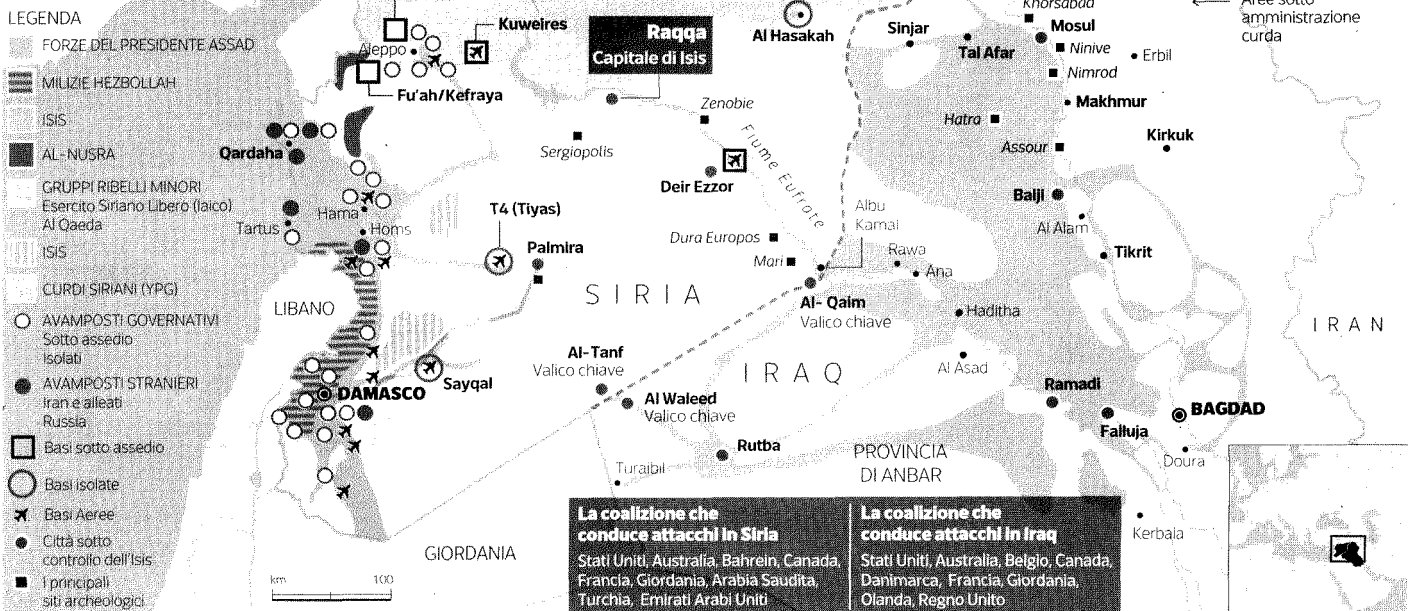 LEGENDA
FORZE DEL PRESIDENTE ASSAD
MILIZIE HEZBOLLAH
ISIS
AL-NUSRA
GRUPPI RIBELLI MINORI
Esercito Siriano Libero (laico)
Al Qaeda
ISIS
CURDI SIRIANI (YPG)
AVAMPOSTI GOVERNATIVI
Sotto assedio
Isolati
AVAMPOSTI STRANIERI
Iran e alleati
Russia
Basi sotto assedio
Basi isolate
Basi Aeree
Città sotto
controllo dell'Isis
I principali
siti archeologici
Aleppo
Kuweires
Fu'ah/Kefraya
Raqqa
Capitale di Isis
Al Hasakah
Sinjar
Tal Afar
Khorsabad
Mosul
Ninive
Nimrod
Erbil
Aree sotto
amministrazione
curda
Makhmur
Kirkuk
Hatra
Assour
Zenobie
Sergiopolis
Fiume Eufrate
Deir Ezzor
Qardaha
Hama
Tartus
Homs
T4 (Tiyas)
Palmira
Dura Europos
Mari
Albu
Kamal
Rawa
Ana
Baiji
Al Alam
Tikrit
SIRIA
LIBANO
Al- Qaim
Valico chiave
Haditha
IRAN
Al-Tanf
Valico chiave
IRAQ
Al Asad
Sayqal
DAMASCO
Al Waleed
Valico chiave
Ramadi
Falluja
BAGDAD
Rutba
PROVINCIA
DI ANBAR
Doura
Turaibil
Kerbala
GIORDANIA
km 100
La coalizione che
conduce attacchi in Siria
Stati Uniti, Australia, Bahrein, Canada,
Francia, Giordania, Arabia Saudita,
Turchia, Emirati Arabi Uniti
La coalizione che
conduce attacchi in Iraq
Stati Uniti, Australia, Belgio, Canada,
Danimarca, Francia, Giordania,
Olanda, Regno Unito